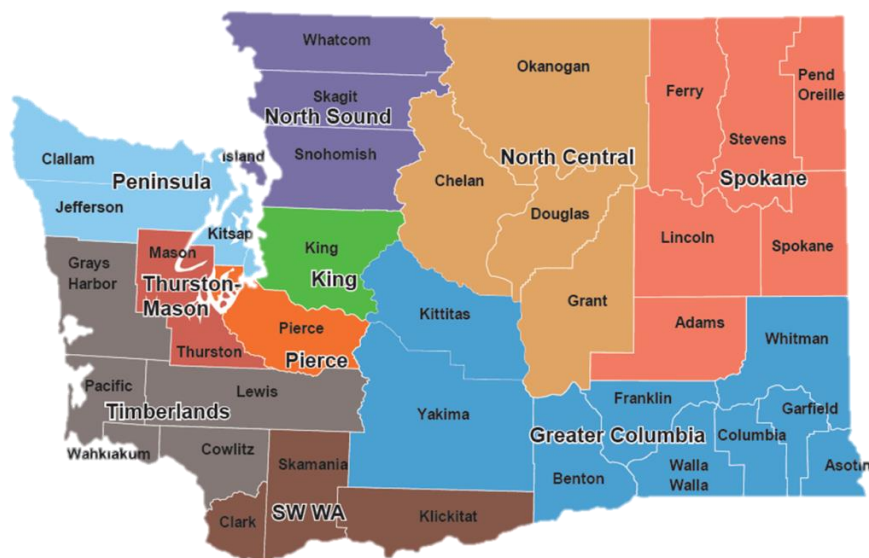 Whatcom
Okanogan
Ferry
Pend
Oreille
Skagit
North Sound
Stevens
Snohomish
North Central
Island
Clallam
Peninsula
Chelan
Spokane
Jefferson
Douglas
Kitsap
Lincoln
Spokane
Mason
King
Grays
Harbor
King
Thurston-
Mason
Grant
Kittitas
Pierce
Adams
Whitman
Thurston
Pierce
Pacific
Lewis
Franklin
Timberlands
Yakima
Garfield
Greater Columbia
Columbia
Wahkiakum
Cowlitz
Skamania
Walla
Walla
Asotin
Benton
SW WA
Clark
Klickitat